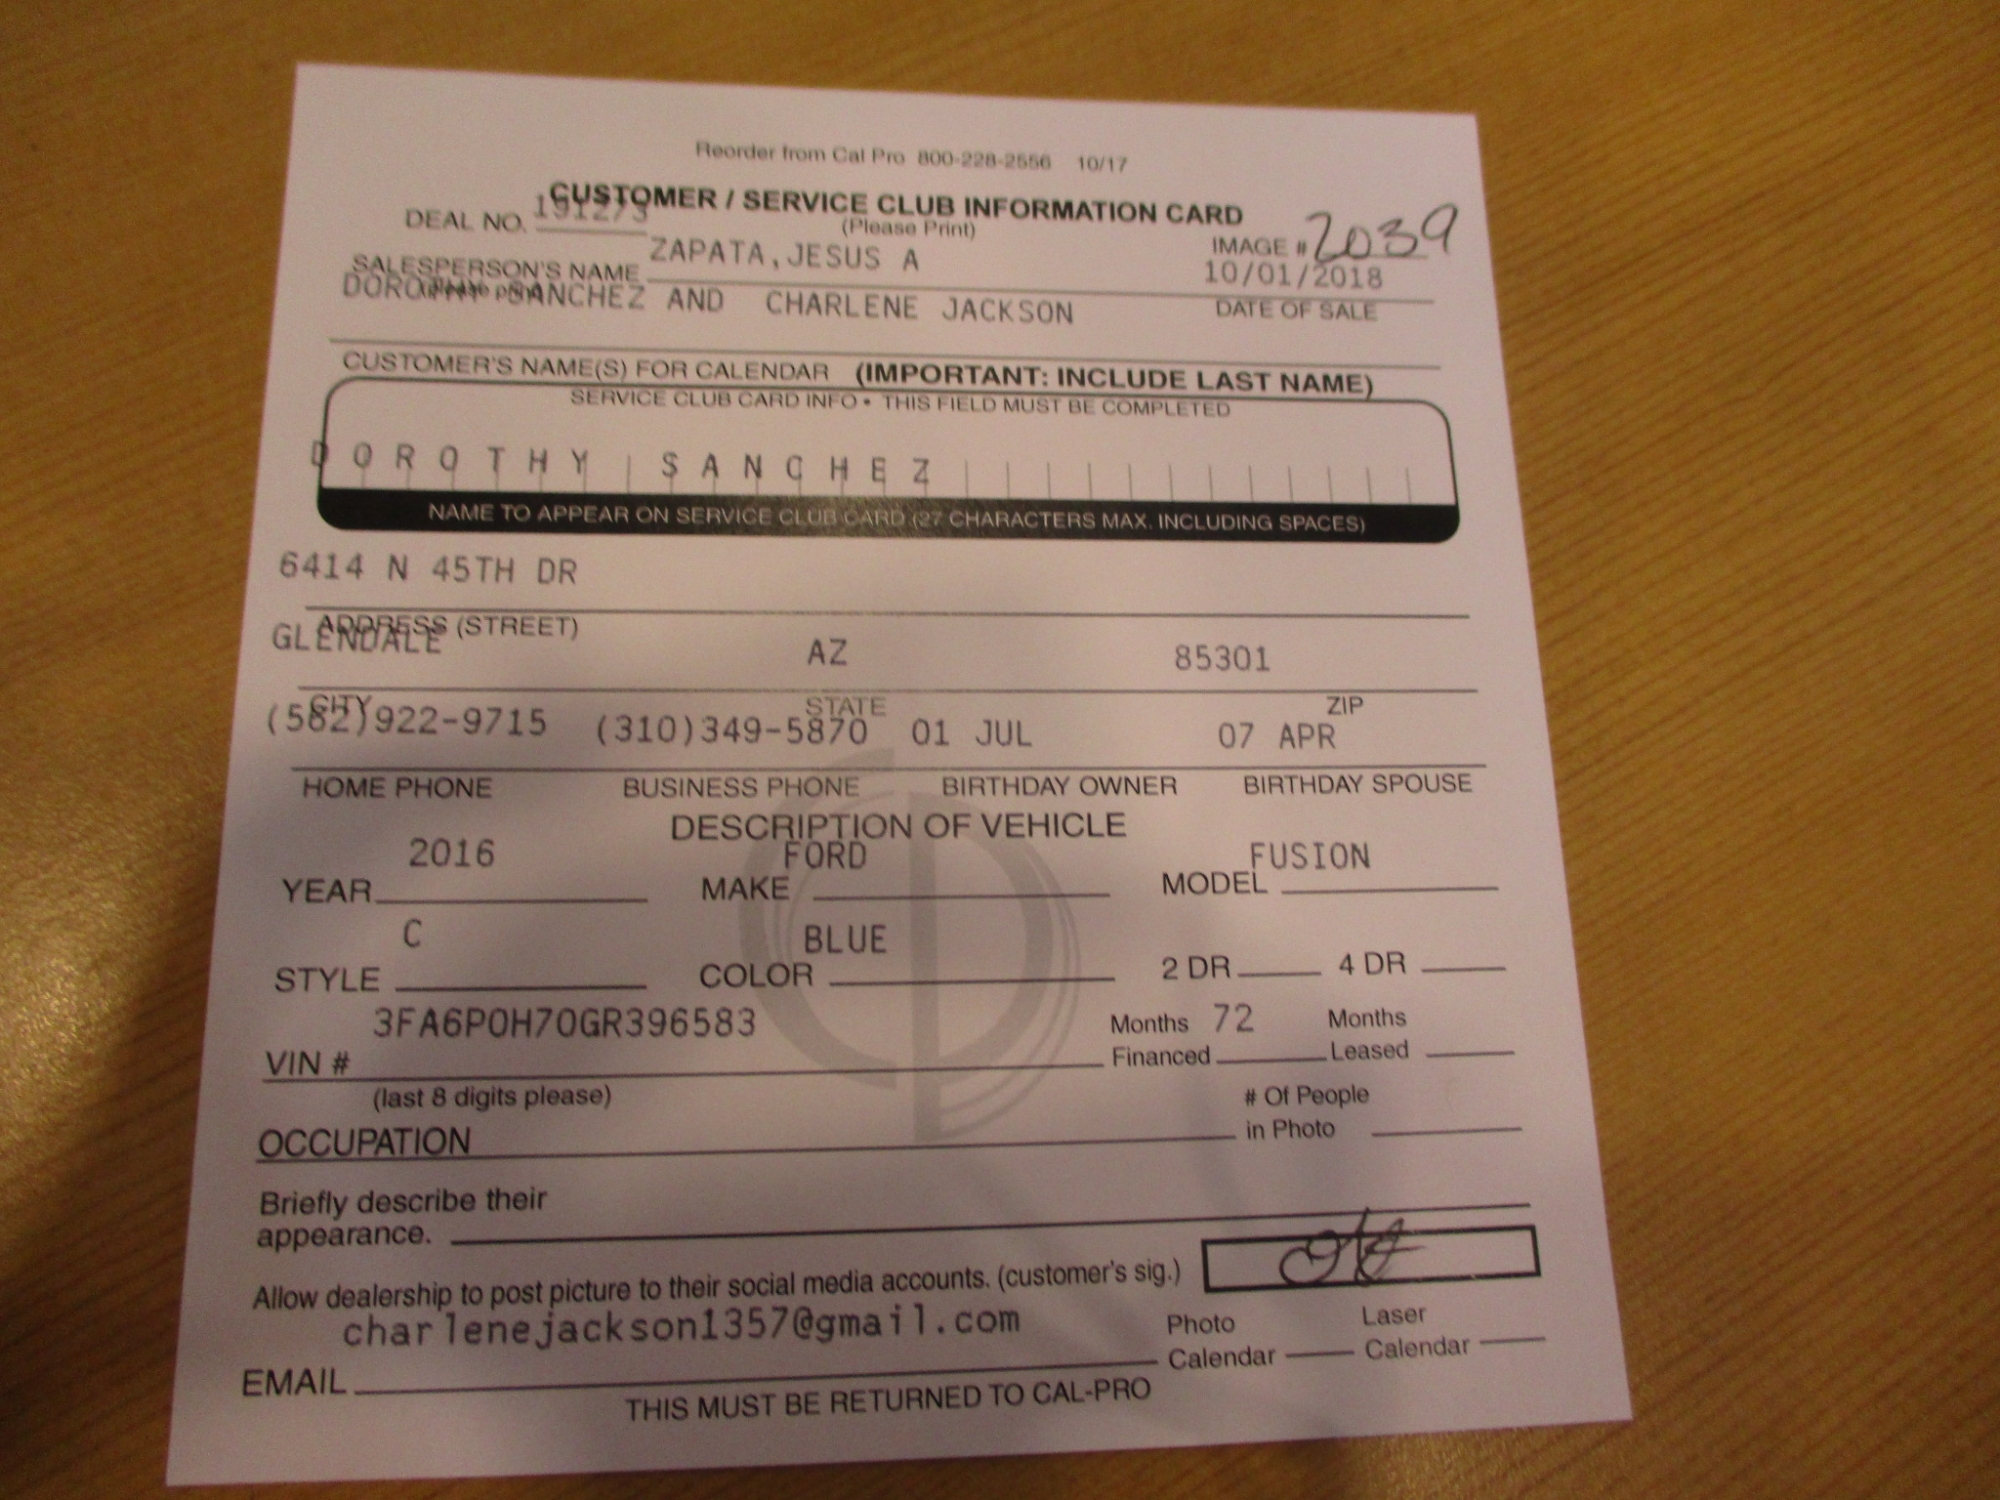 Reorder from Cal Pro 800-228-2556 10/17
CUSTOMER / SERVICE CLUB INFORMATION CARD
DEAL NO. 191273
(Please Print)
IMAGE # 2039
ZAPATA,JESUS A
10/01/2018
SALESPERSON'S NAME
(please print)
DOROTHY SANCHEZ AND CHARLENE JACKSON
DATE OF SALE
CUSTOMER'S NAME(S) FOR CALENDAR (IMPORTANT: INCLUDE LAST NAME)
SERVICE CLUB CARD INFO • THIS FIELD MUST BE COMPLETED
DOROTHY SANCHEZ
NAME TO APPEAR ON SERVICE CLUB CARD (27 CHARACTERS MAX. INCLUDING SPACES)
6414 N 45TH DR
ADDRESS (STREET)
GLENDALE AZ 85301
CITY STATE ZIP
(562)922-9715 (310)349-5870 01 JUL 07 APR
HOME PHONE BUSINESS PHONE BIRTHDAY OWNER BIRTHDAY SPOUSE
DESCRIPTION OF VEHICLE
2016 FORD FUSION
YEAR MAKE MODEL
C BLUE
STYLE COLOR 2 DR 4 DR
3FA6P0H70GR396583 Months 72 Months
VIN # Financed Leased
(last 8 digits please) # Of People
OCCUPATION in Photo
Briefly describe their
appearance.
Allow dealership to post picture to their social media accounts. (customer's sig.)
charlenejackson1357@gmail.com Photo Laser
EMAIL Calendar Calendar
THIS MUST BE RETURNED TO CAL-PRO